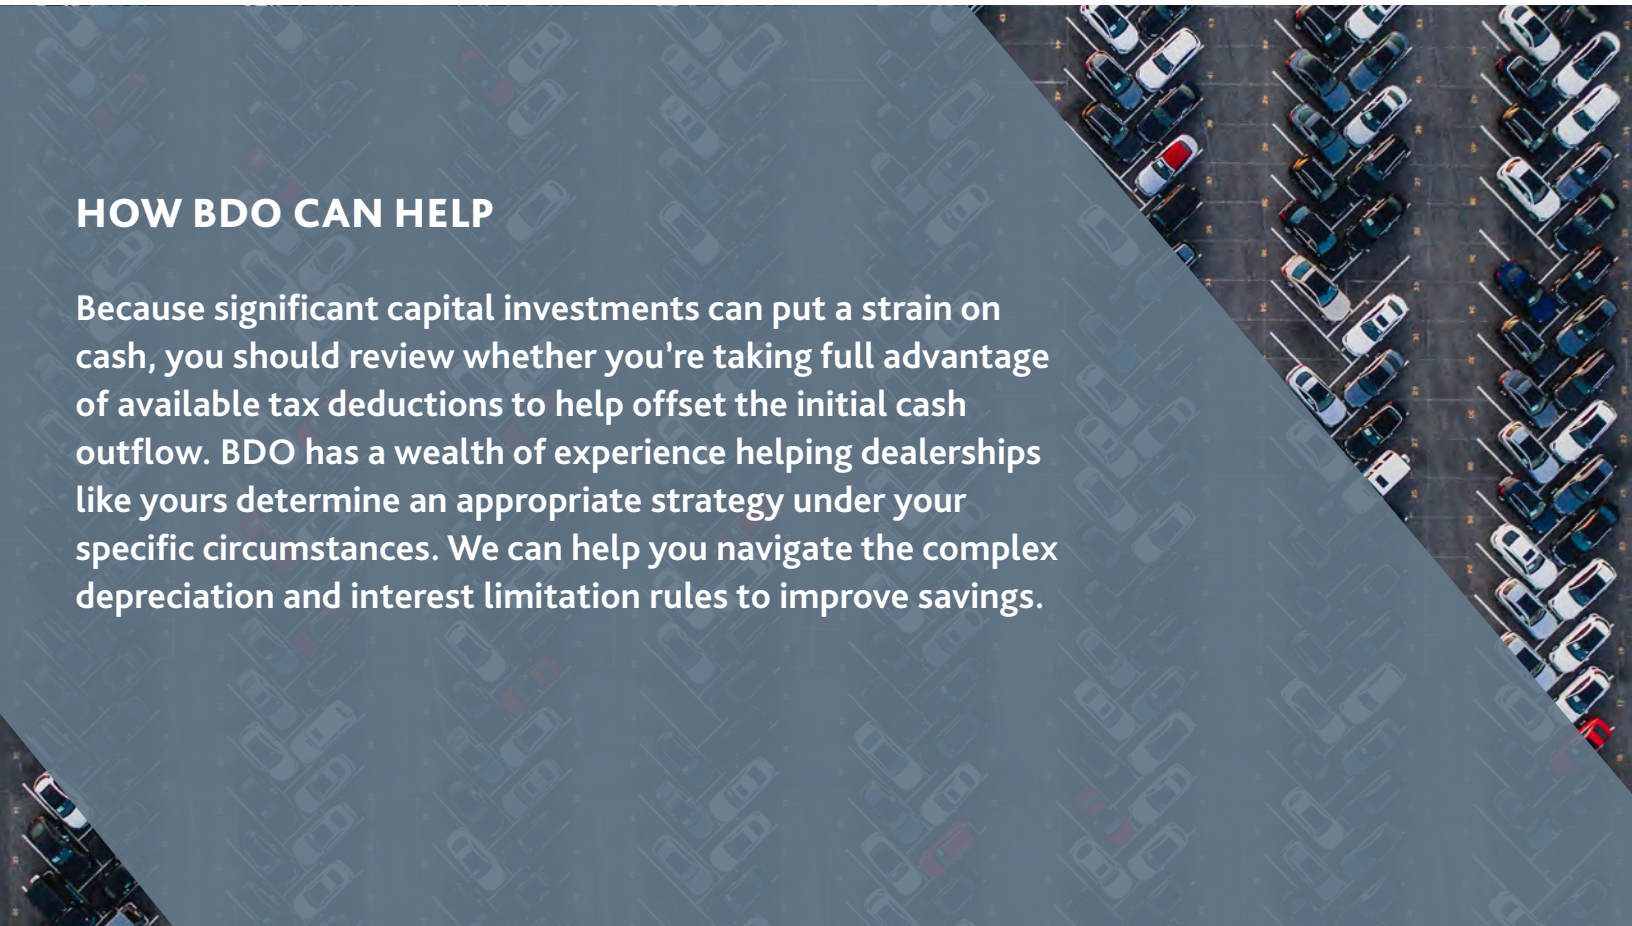 HOW BDO CAN HELP
Because significant capital investments can put a strain on
cash, you should review whether you’re taking full advantage
of available tax deductions to help offset the initial cash
outflow. BDO has a wealth of experience helping dealerships
like yours determine an appropriate strategy under your
specific circumstances. We can help you navigate the complex
depreciation and interest limitation rules to improve savings.